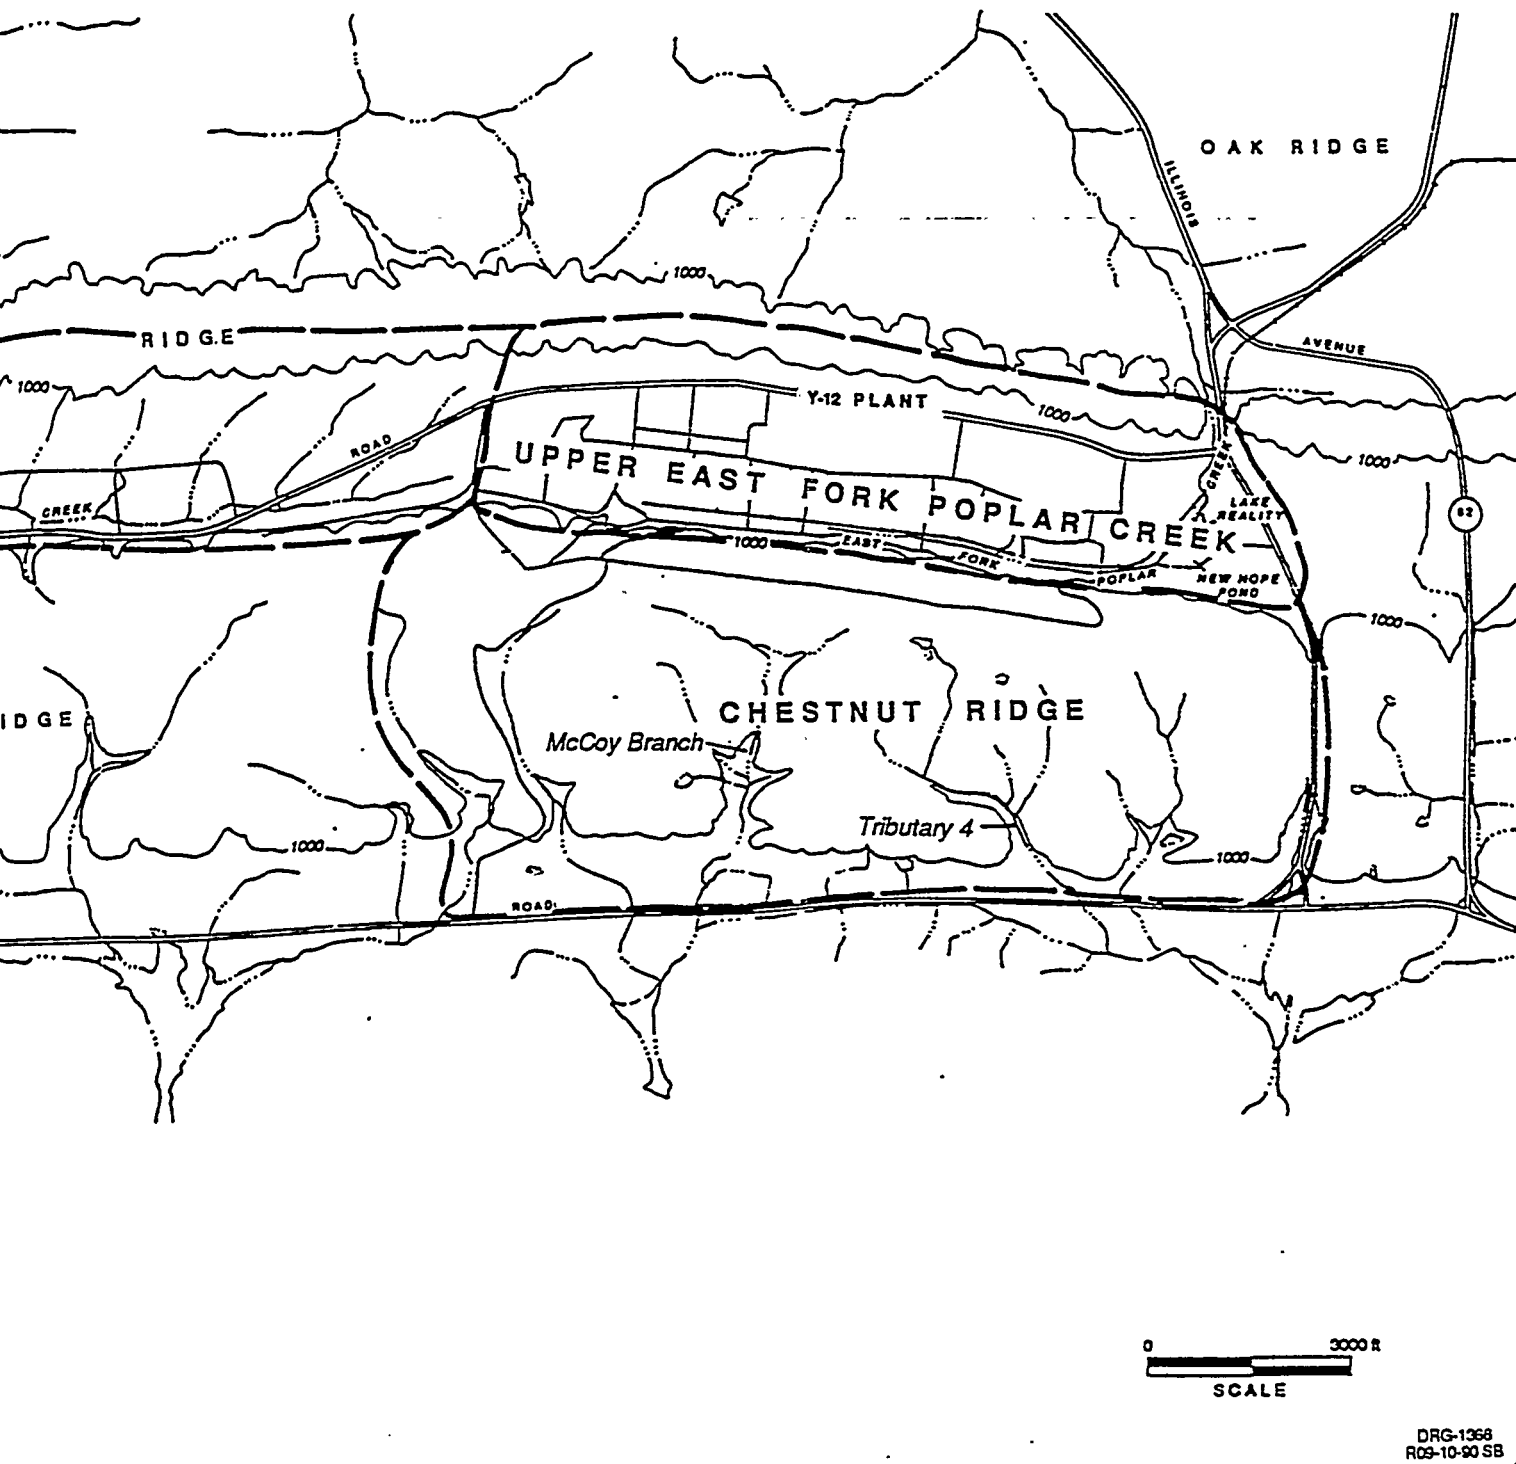 OAK RIDGE
ILLINOIS
1000
RIDGE
AVENUE
1000
Y-12 PLANT
1000
ROAD
1000
CREEK
UPPER EAST FORK POPLAR CREEK
LAKE
REALITY
CREEK
62
1000
EAST
FORK
POPLAR
NEW HOPE
POND
1000
IDGE
CHESTNUT RIDGE
McCoy Branch
Tributary 4
1000
1000
ROAD
0 3000 ft
SCALE
DRG-1368
R09-10-90 SB